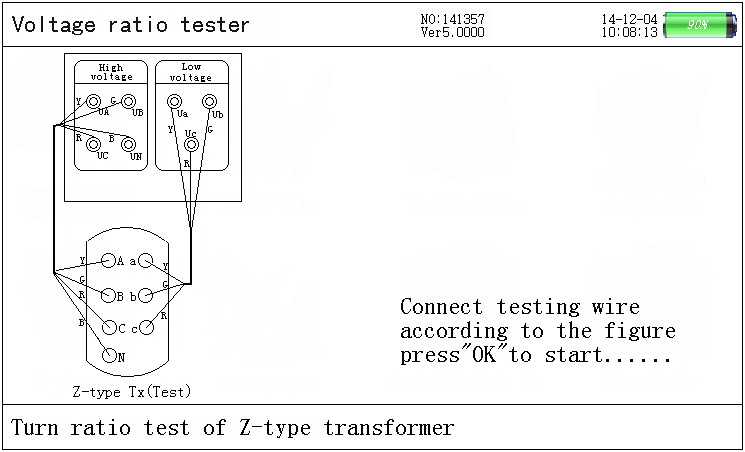 Voltage ratio tester
NO:141357
Ver5.0000
14-12-04
10:08:13
90%
High
voltage
Low
voltage
Y
UA
G
UB
R
UC
B
UN
Ua
Ub
Y
Uc
G
R
Y
A
a
Y
G
B
b
G
R
C
c
R
B
N
Connect testing wire
according to the figure
press"OK"to start......
Z-type Tx(Test)
Turn ratio test of Z-type transformer